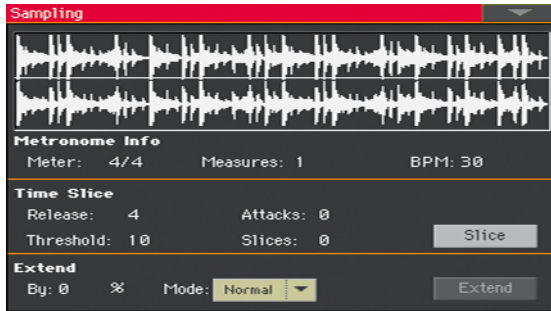 Sampling
Metronome Info
Meter: 4/4 Measures: 1 BPM: 30
Time Slice
Release: 4 Attacks: 0
Threshold: 10 Slices: 0 Slice
Extend
By: 0 % Mode: Normal Extend